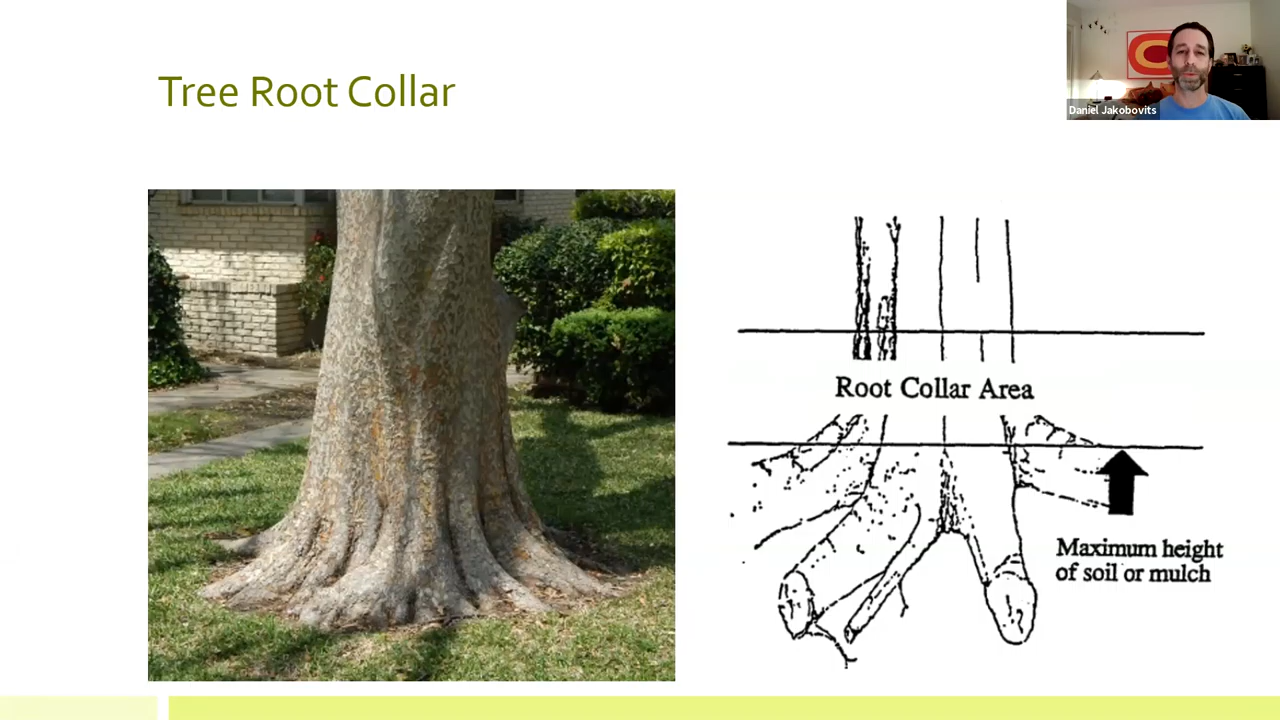 Tree Root Collar
Daniel Jakobovits
Root Collar Area
Maximum height
of soil or mulch